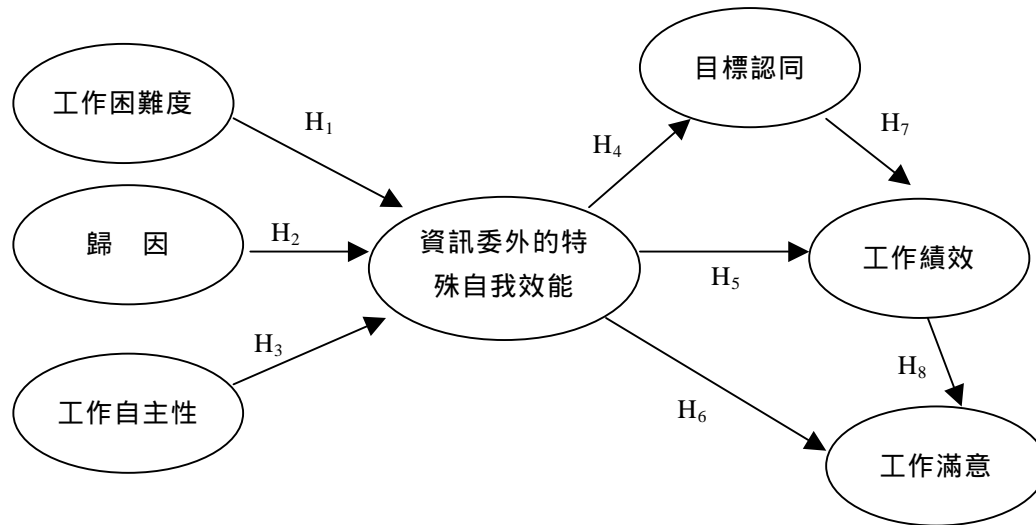 工作困難度
H1
歸 因
H2
工作自主性
H3
資訊委外的特
殊自我效能
H4
目標認同
H7
H5
工作績效
H6
H8
工作滿意